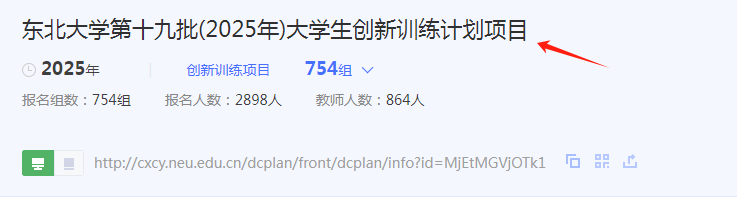 东北大学第十九批(2025年)大学生创新训练计划项目
2025年 创新训练项目 754组
报名组数：754组 报名人数：2898人 教师人数：864人
http://cxcy.neu.edu.cn/dcplan/front/dcplan/info?id=MjEtMGVjOTk1